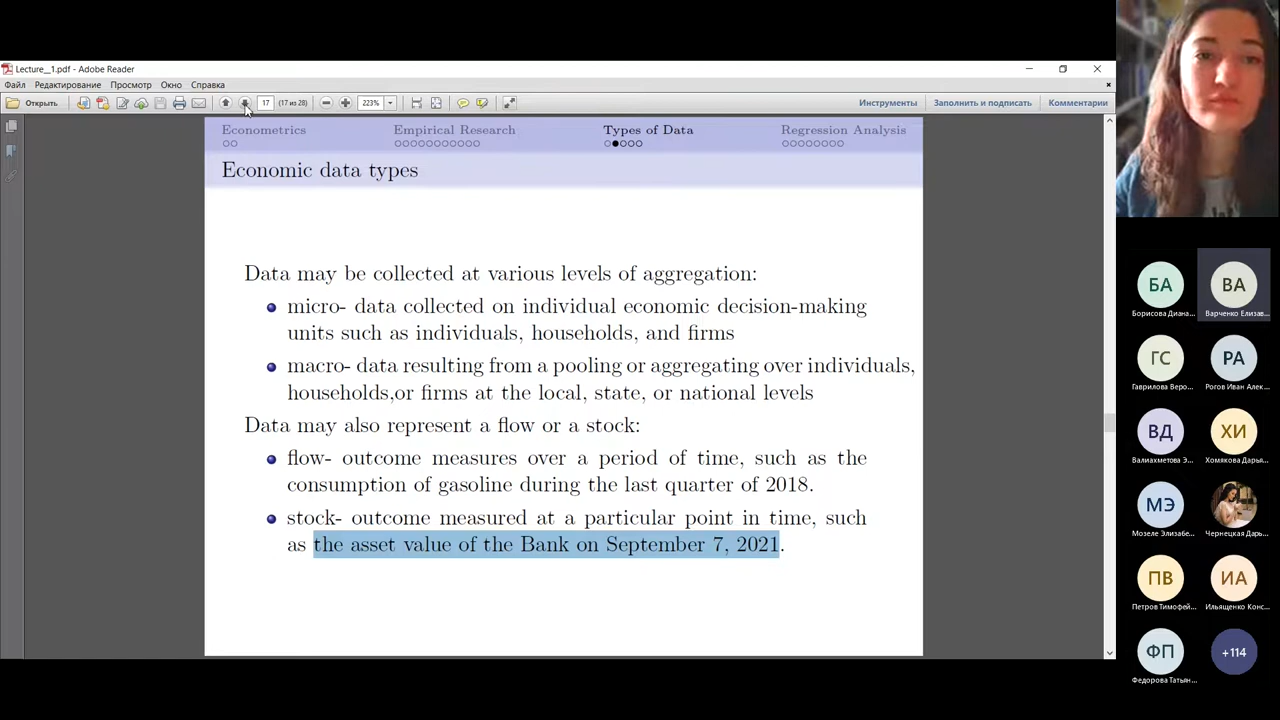 Lecture__1.pdf - Adobe Reader
Файл Редактирование Просмотр Окно Справка
Открыть 17 (17 из 28) 223% Инструменты Заполнить и подписать Комментарии
Econometrics Empirical Research Types of Data Regression Analysis
Economic data types
Data may be collected at various levels of aggregation:
micro- data collected on individual economic decision-making
units such as individuals, households, and firms
macro- data resulting from a pooling or aggregating over individuals,
households,or firms at the local, state, or national levels
Data may also represent a flow or a stock:
flow- outcome measures over a period of time, such as the
consumption of gasoline during the last quarter of 2018.
stock- outcome measured at a particular point in time, such
as the asset value of the Bank on September 7, 2021.
БА ВА
Борисова Диана... Варченко Елизав...
ГС РА
Гаврилова Веро... Рогов Иван Алек...
ВД ХИ
Валиахметова Э... Хомякова Дарья...
МЭ
Мозеле Элизабе... Чернецкая Дарь...
ПВ ИА
Петров Тимофей... Ильященко Конс...
ФП +114
Федорова Татьян...